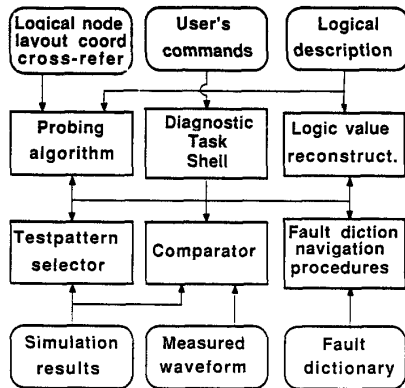 Logical node
layout coord
cross-refer
User's
commands
Logical
description
Probing
algorithm
Diagnostic
Task
Shell
Logic value
reconstruct.
Testpattern
selector
Comparator
Fault diction
navigation
procedures
Simulation
results
Measured
waveform
Fault
dictionary